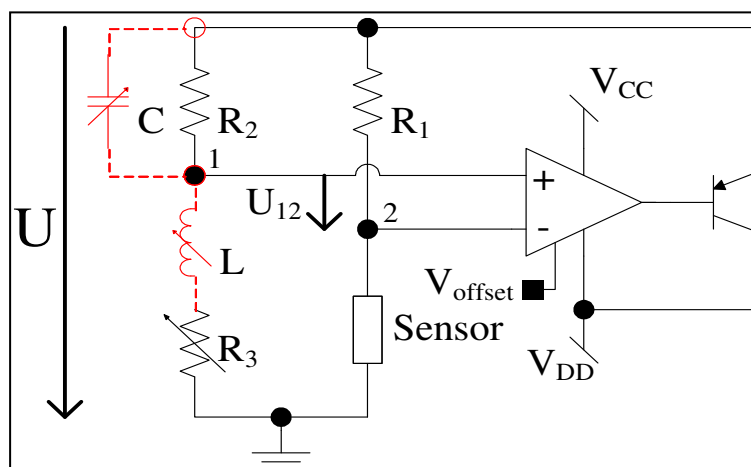 V_CC
C
R_2
R_1
1
+
U_12
2
-
U
L
V_offset
Sensor
R_3
V_DD